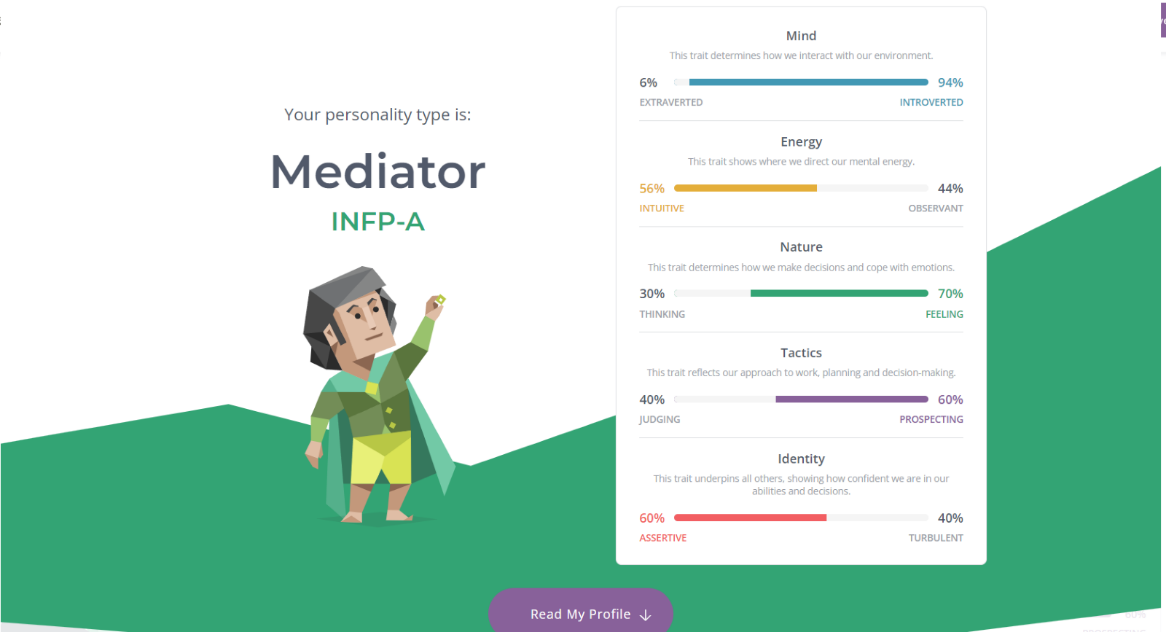 Your personality type is:
Mediator
INFP-A
Mind
This trait determines how we interact with our environment.
6% 94%
EXTRAVERTED INTROVERTED
Energy
This trait shows where we direct our mental energy.
56% 44%
INTUITIVE OBSERVANT
Nature
This trait determines how we make decisions and cope with emotions.
30% 70%
THINKING FEELING
Tactics
This trait reflects our approach to work, planning and decision-making.
40% 60%
JUDGING PROSPECTING
Identity
This trait underpins all others, showing how confident we are in our
abilities and decisions.
60% 40%
ASSERTIVE TURBULENT
Read My Profile ↓